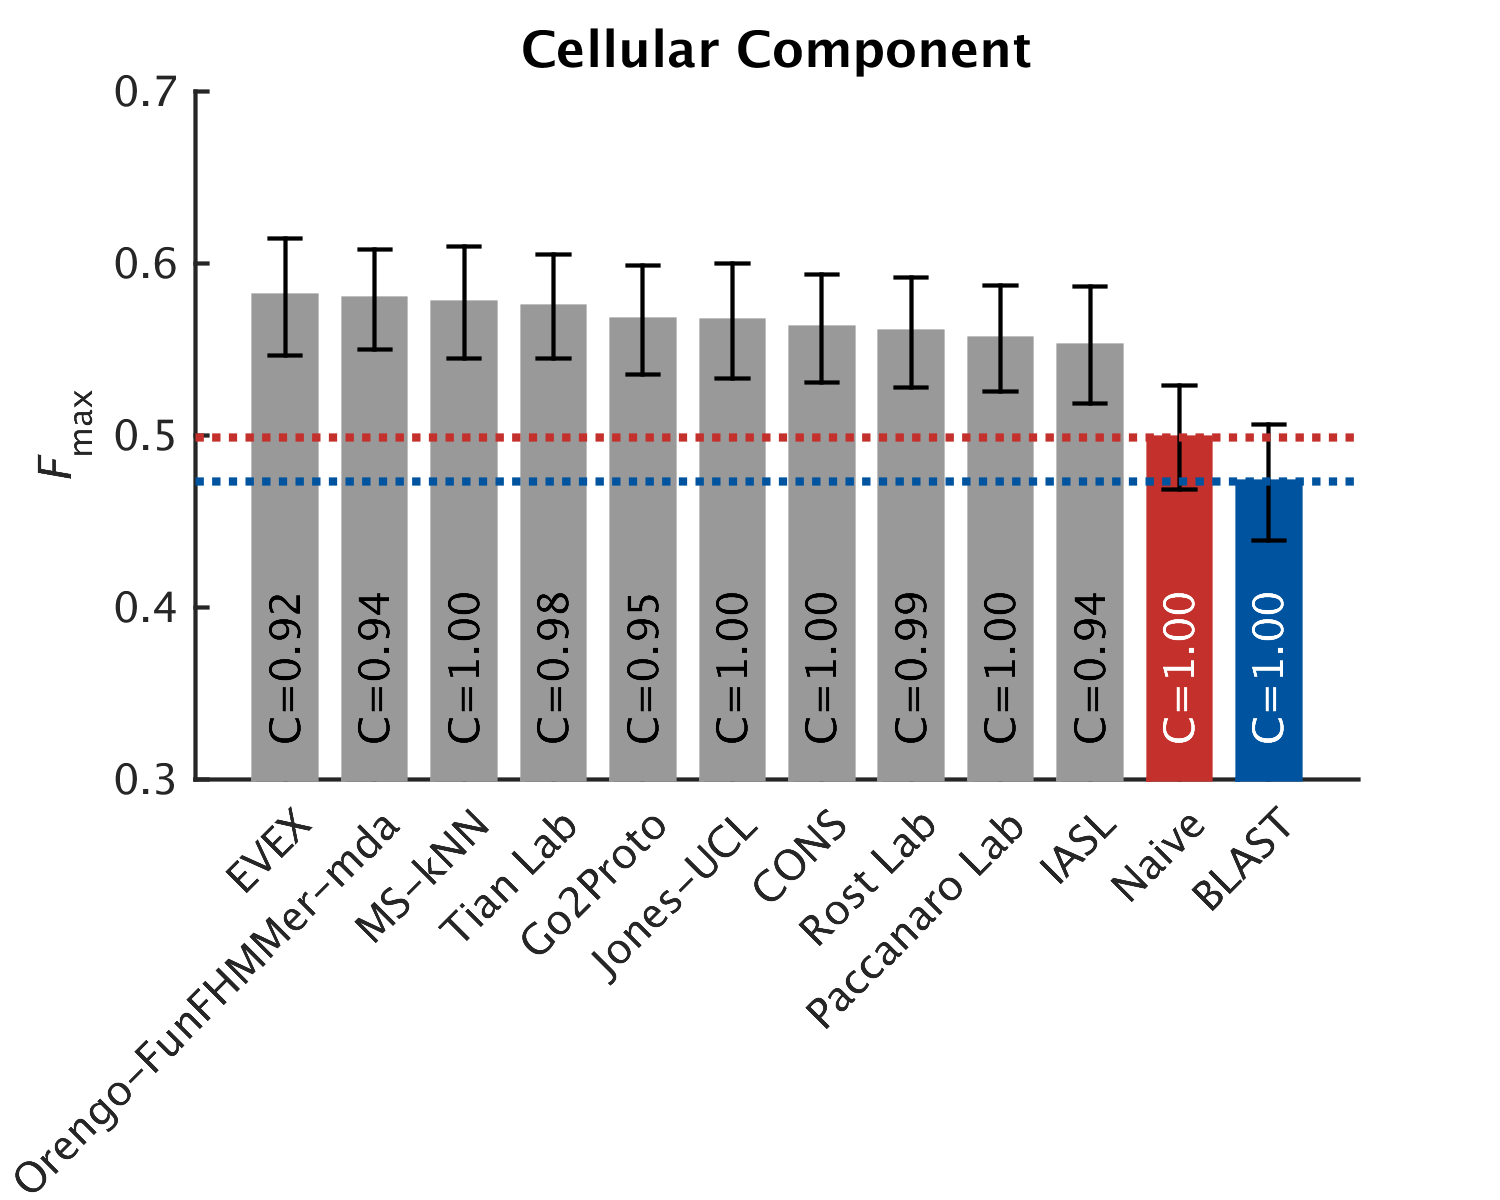 Cellular Component
0.7
0.6
0.5
0.4
0.3
Fmax
C=0.92
C=0.94
C=1.00
C=0.98
C=0.95
C=1.00
C=1.00
C=0.99
C=1.00
C=0.94
C=1.00
C=1.00
EVEX
Orengo-FunFHMMer-mda
MS-kNN
Tian Lab
Go2Proto
Jones-UCL
CONS
Rost Lab
Paccanaro Lab
IASL
Naive
BLAST